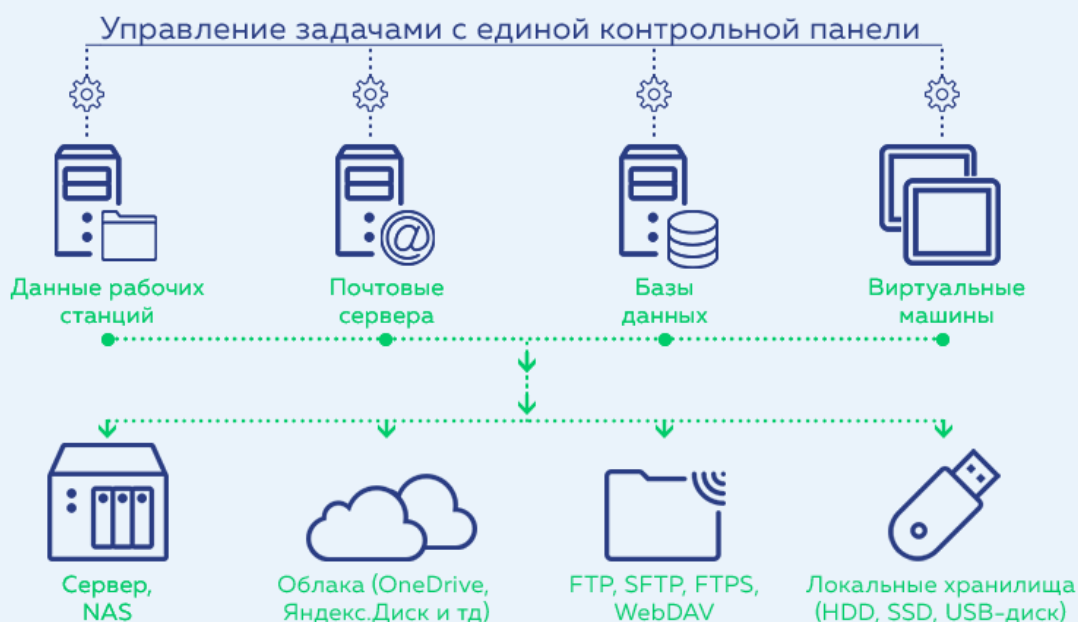 Управление задачами с единой контрольной панели
Данные рабочих
станций
Почтовые
сервера
Базы
данных
Виртуальные
машины
Сервер,
NAS
Облака (OneDrive,
Яндекс.Диск и тд)
FTP, SFTP, FTPS,
WebDAV
Локальные хранилища
(HDD, SSD, USB-диск)